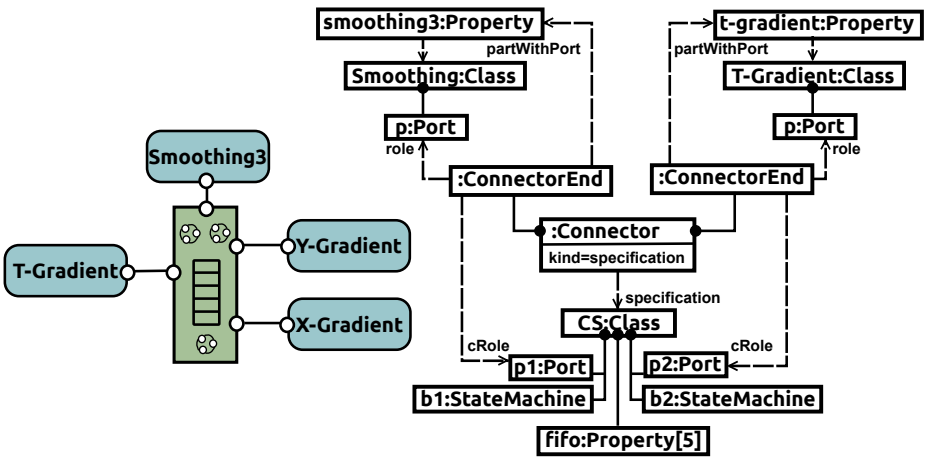 smoothing3:Property
t-gradient:Property
partWithPort
partWithPort
Smoothing:Class
T-Gradient:Class
p:Port
p:Port
role
role
Smoothing3
:ConnectorEnd
:ConnectorEnd
:Connector
Y-Gradient
kind=specification
T-Gradient
specification
X-Gradient
CS:Class
cRole
cRole
p1:Port
p2:Port
b1:StateMachine
b2:StateMachine
fifo:Property[5]